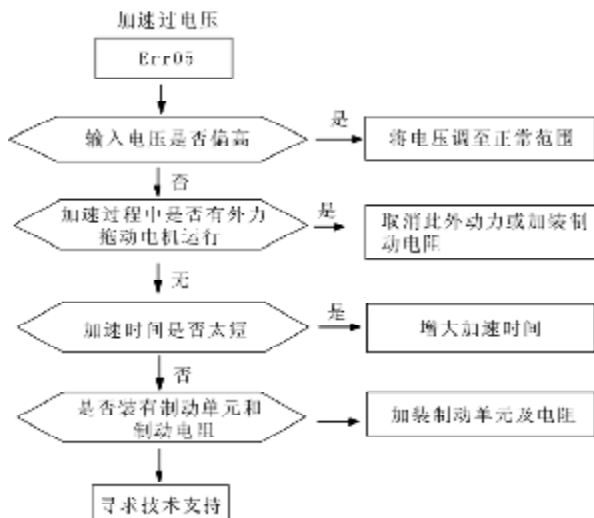 加速过电压
Err05
输入电压是否偏高
是
将电压调至正常范围
否
加速过程中是否有外力
拖动电机运行
是
取消此外动力或加装制
动电阻
无
加速时间是否太短
是
增大加速时间
否
是否装有制动单元和
制动电阻
加装制动单元及电阻
寻求技术支持